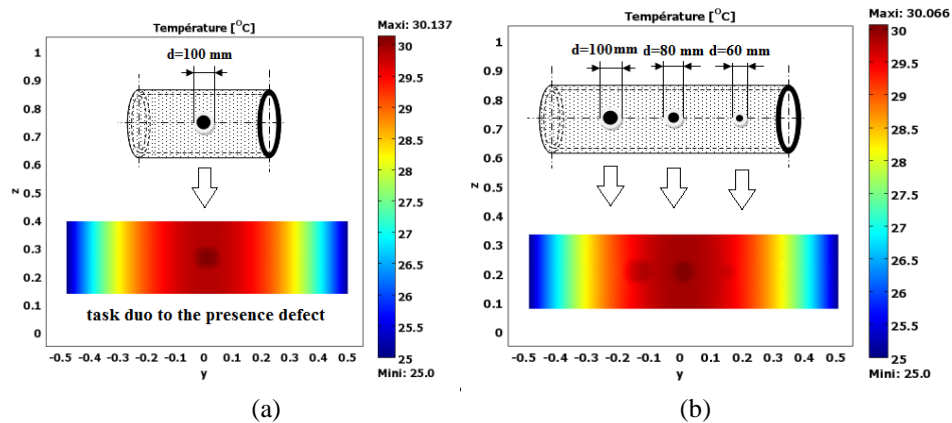 Température [°C]
Maxi: 30.137
d=100 mm
1
0.9
0.8
0.7
0.6
0.5
0.4
0.3
0.2
0.1
0
z
30
29.5
29
28.5
28
27.5
27
26.5
26
25.5
25
task duo to the presence defect
-0.5 -0.4 -0.3 -0.2 -0.1 0 0.1 0.2 0.3 0.4 0.5
y
Mini: 25.0
(a)
Température [°C]
Maxi: 30.066
d=100mm d=80 mm d=60 mm
1
0.9
0.8
0.7
0.6
0.5
0.4
0.3
0.2
0.1
0
z
30
29.5
29
28.5
28
27.5
27
26.5
26
25.5
25
-0.5 -0.4 -0.3 -0.2 -0.1 0 0.1 0.2 0.3 0.4 0.5
y
Mini: 25.0
(b)